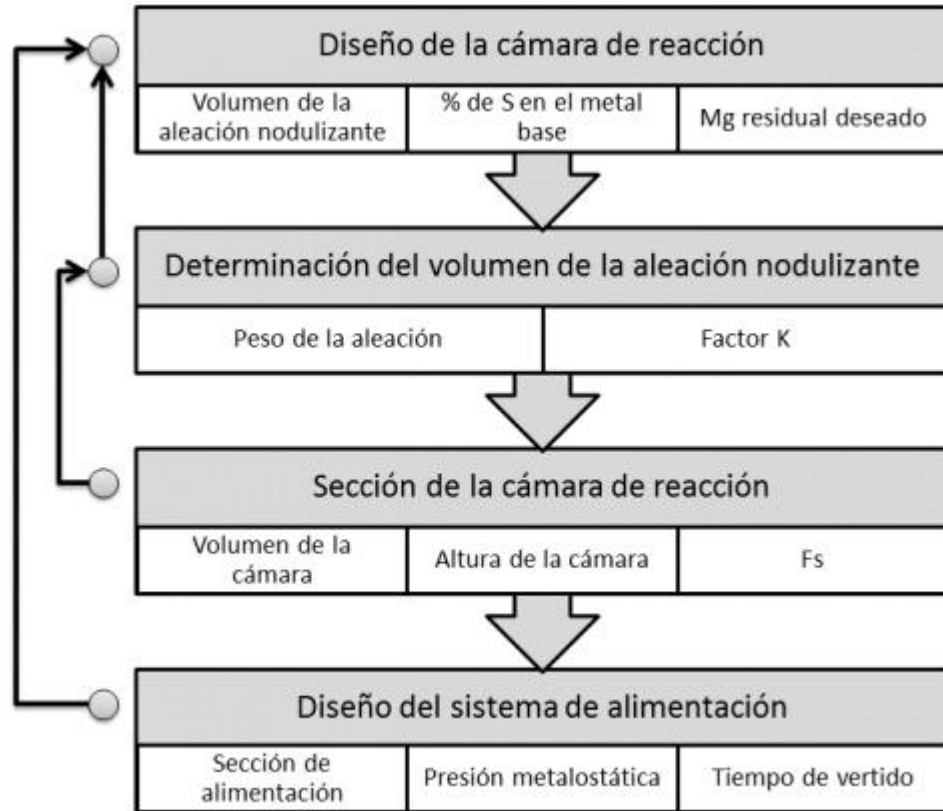 Diseño de la cámara de reacción
Volumen de la
aleación nodulizante
% de S en el metal
base
Mg residual deseado
Determinación del volumen de la aleación nodulizante
Peso de la aleación
Factor K
Sección de la cámara de reacción
Volumen de la
cámara
Altura de la cámara
Fs
Diseño del sistema de alimentación
Sección de
alimentación
Presión metalostática
Tiempo de vertido